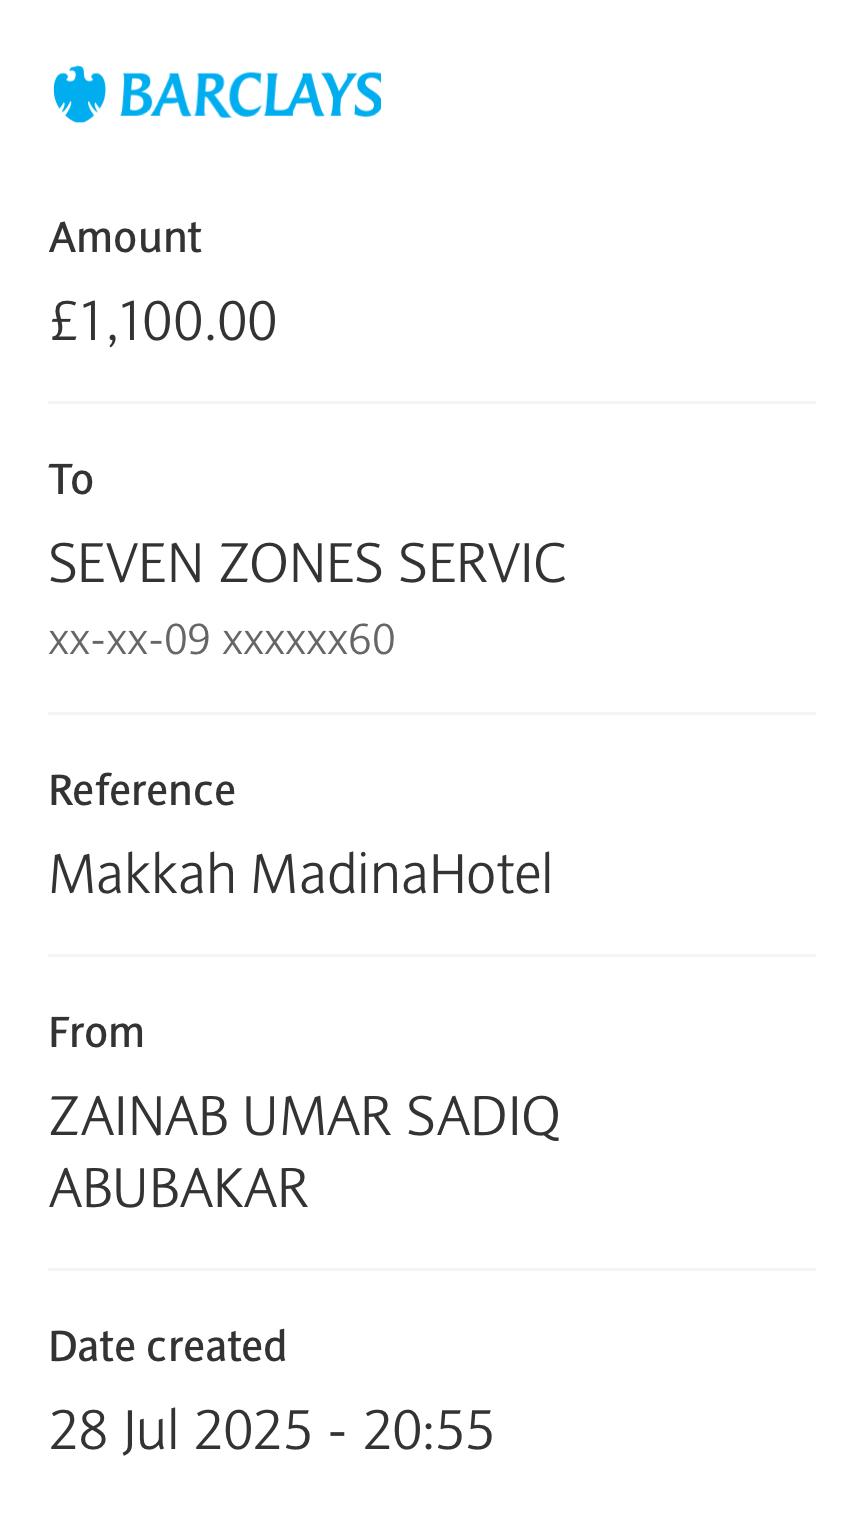 BARCLAYS
Amount
£1,100.00
To
SEVEN ZONES SERVIC
xx-xx-09 xxxxxx60
Reference
Makkah MadinaHotel
From
ZAINAB UMAR SADIQ
ABUBAKAR
Date created
28 Jul 2025 - 20:55